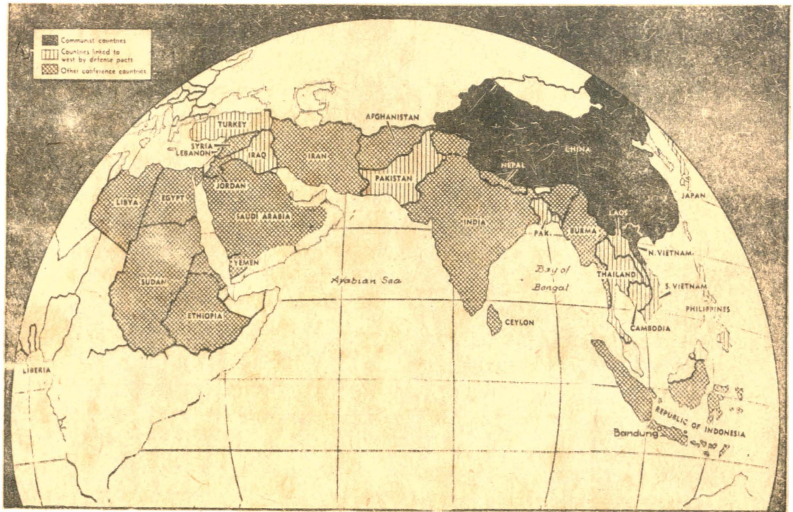 Communist countries
Countries linked to
west by defense pacts
Other conference countries
TURKEY
SYRIA
LEBANON
IRAQ
JORDAN
IRAN
AFGHANISTAN
PAKISTAN
NEPAL
CHINA
JAPAN
LIBYA
EGYPT
SAUDI ARABIA
INDIA
PAK.
BURMA
LAOS
N. VIETNAM
YEMEN
SUDAN
ETHIOPIA
Arabian Sea
Bay of
Bengal
THAILAND
S. VIETNAM
PHILIPPINES
CAMBODIA
CEYLON
LIBERIA
REPUBLIC OF INDONESIA
Bandung